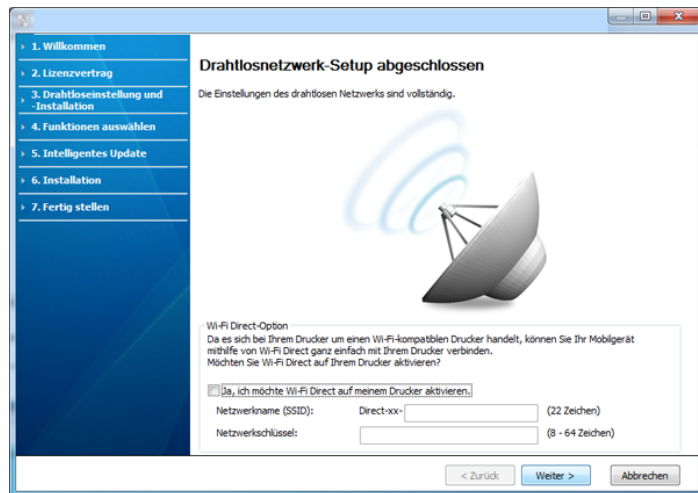 1. Willkommen
2. Lizenzvertrag
3. Drahtloseinstellung und
-Installation
4. Funktionen auswählen
5. Intelligentes Update
6. Installation
7. Fertig stellen
Drahtlosnetzwerk-Setup abgeschlossen
Die Einstellungen des drahtlosen Netzwerks sind vollständig.
Wi-Fi Direct-Option
Da es sich bei Ihrem Drucker um einen Wi-Fi-kompatiblen Drucker handelt, können Sie Ihr Mobilgerät
mithilfe von Wi-Fi Direct ganz einfach mit Ihrem Drucker verbinden.
Möchten Sie Wi-Fi Direct auf Ihrem Drucker aktivieren?
Ja, ich möchte Wi-Fi Direct auf meinem Drucker aktivieren.
Netzwerkname (SSID): Direct-xx- (22 Zeichen)
Netzwerkschlüssel: (8 - 64 Zeichen)
< Zurück Weiter > Abbrechen